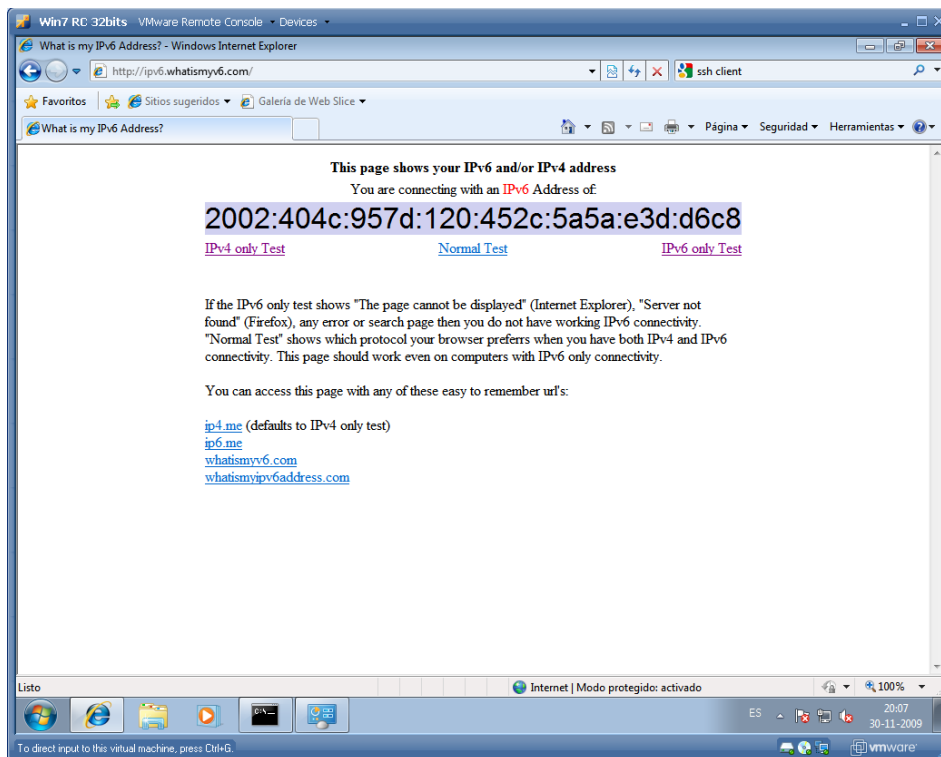 Win7 RC 32bits VMware Remote Console Devices
What is my IPv6 Address? - Windows Internet Explorer
http://ipv6.whatismyv6.com/ ssh client
Favoritos Sitios sugeridos Galería de Web Slice
What is my IPv6 Address? Página Seguridad Herramientas
This page shows your IPv6 and/or IPv4 address
You are connecting with an IPv6 Address of:
2002:404c:957d:120:452c:5a5a:e3d:d6c8
IPv4 only Test Normal Test IPv6 only Test
If the IPv6 only test shows "The page cannot be displayed" (Internet Explorer), "Server not
found" (Firefox), any error or search page then you do not have working IPv6 connectivity.
"Normal Test" shows which protocol your browser preferrs when you have both IPv4 and IPv6
connectivity. This page should work even on computers with IPv6 only connectivity.
You can access this page with any of these easy to remember url's:
ip4.me (defaults to IPv4 only test)
ip6.me
whatismyv6.com
whatismyipv6address.com
Listo Internet | Modo protegido: activado 100%
ES 20:07
30-11-2009
To direct input to this virtual machine, press Ctrl+G. vmware